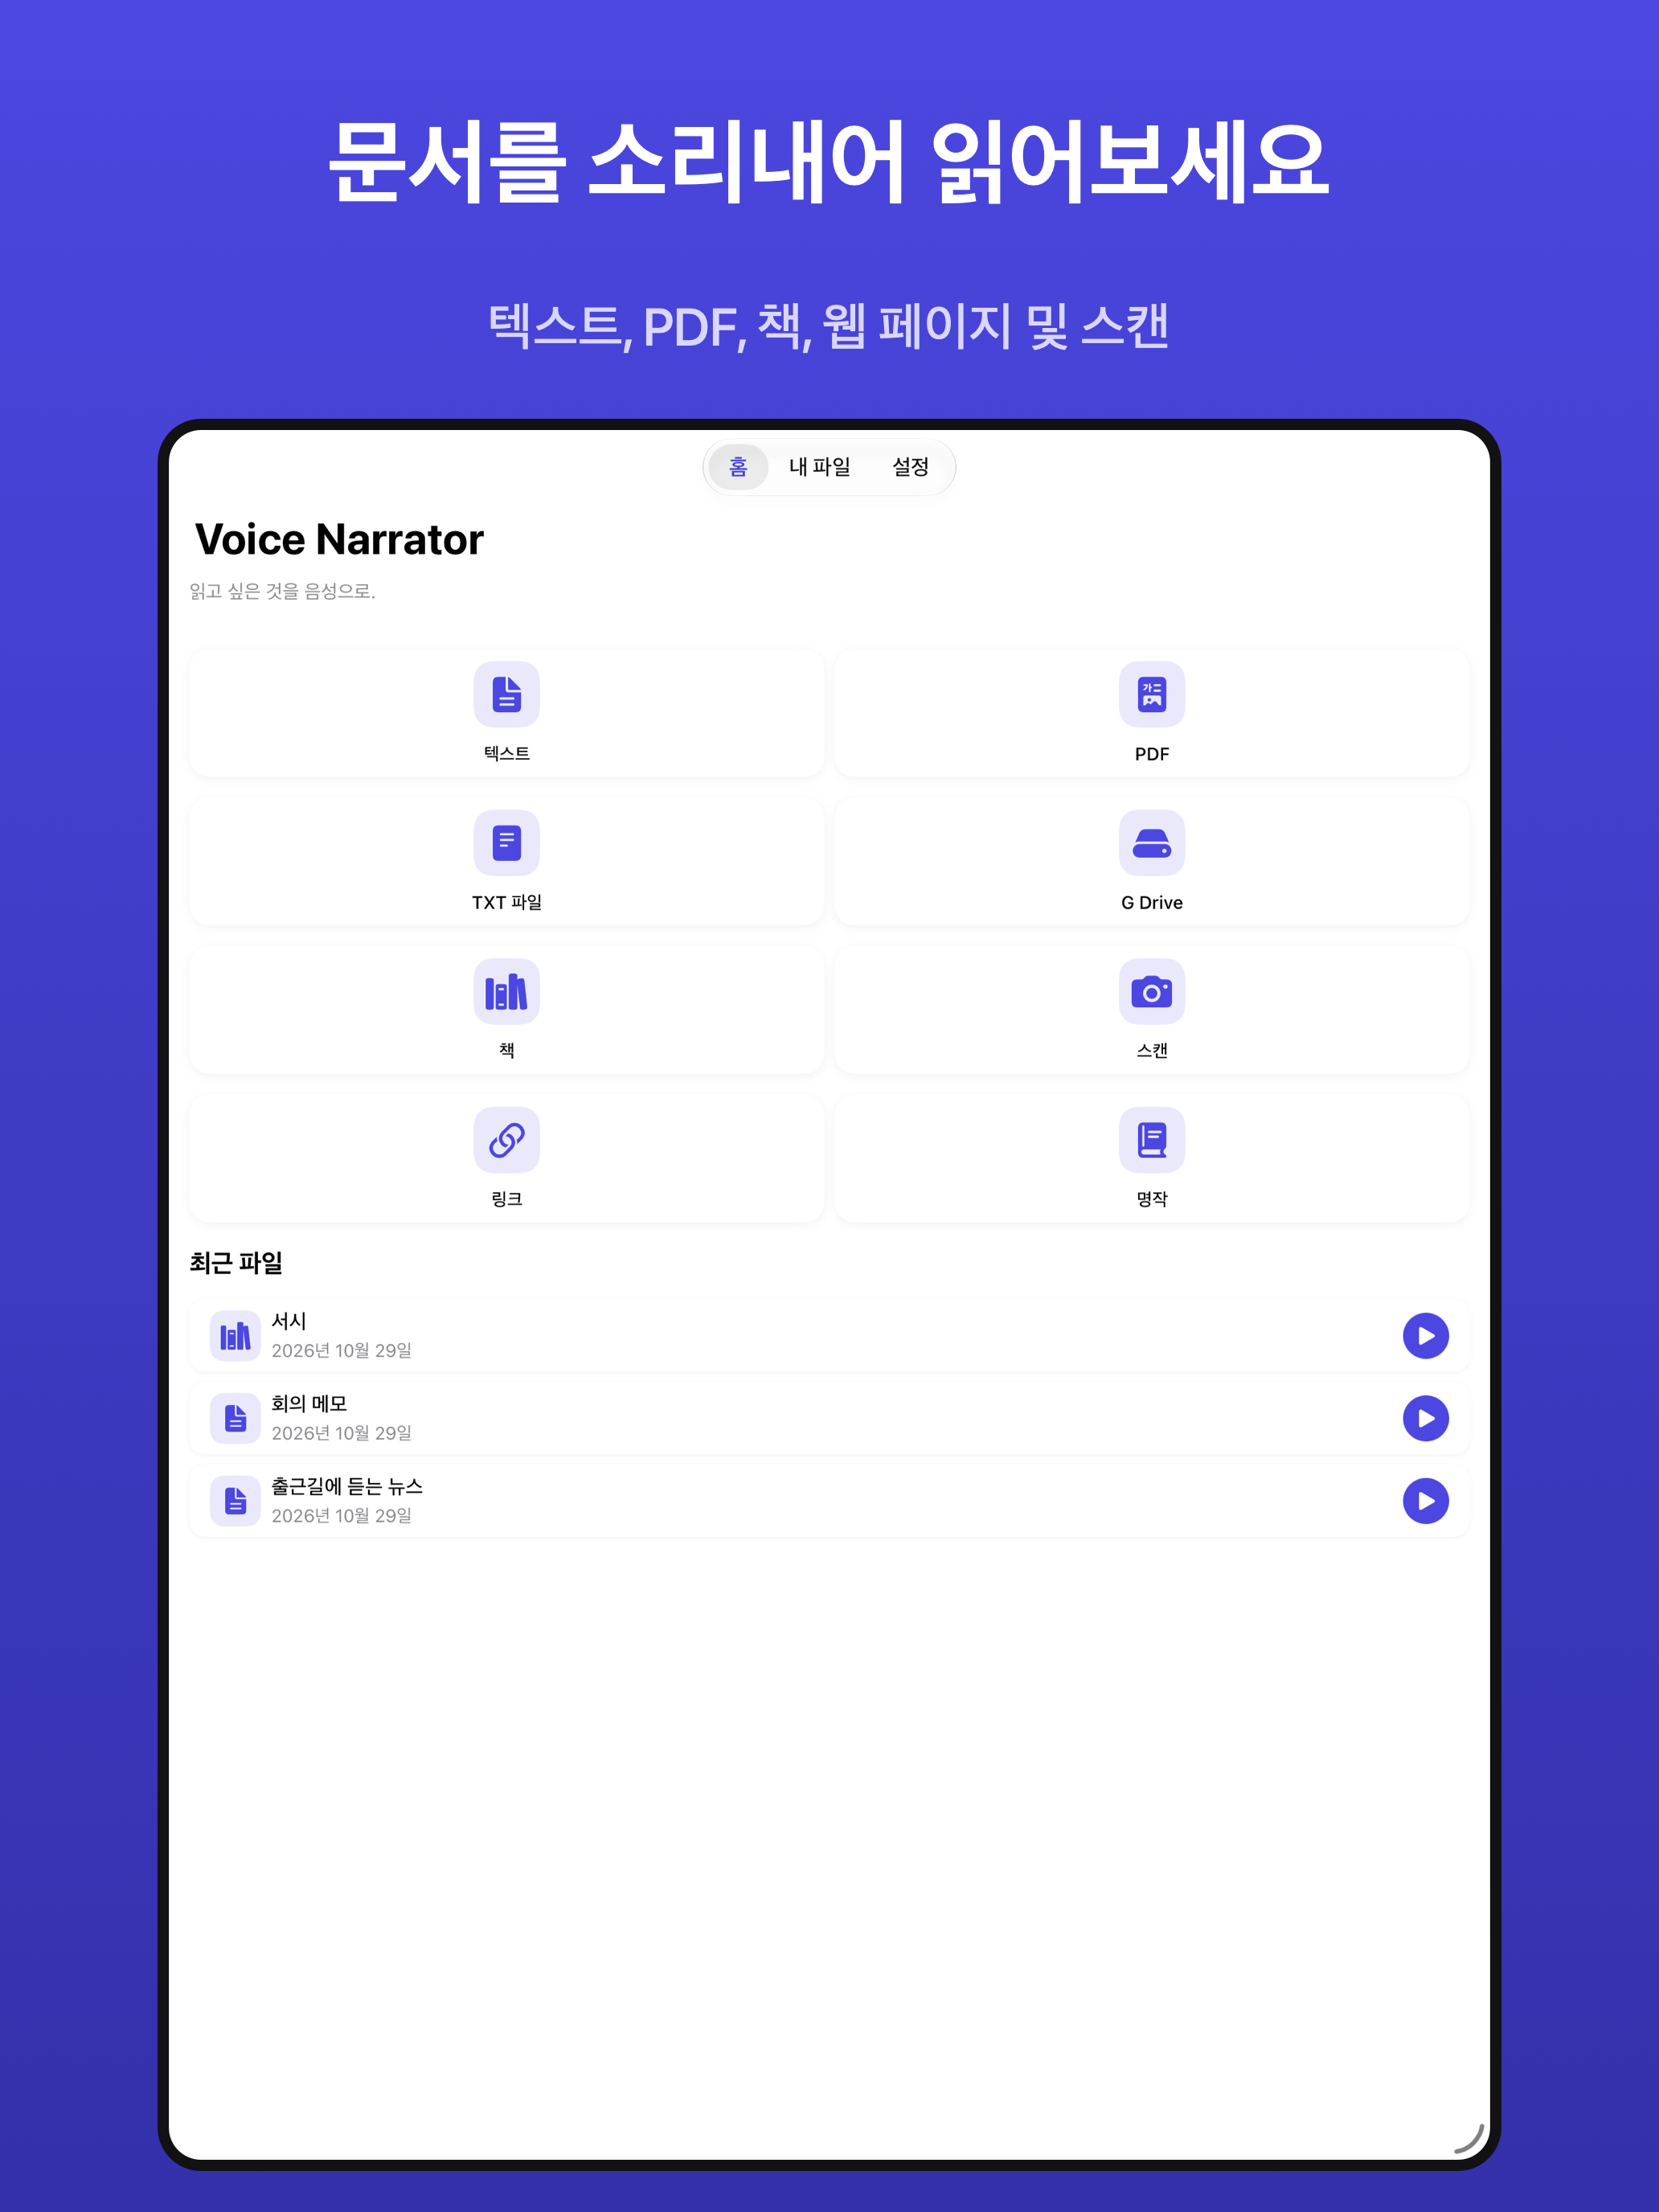 문서를 소리내어 읽어보세요
텍스트, PDF, 책, 웹 페이지 및 스캔
홈 내 파일 설정
Voice Narrator
읽고 싶은 것을 음성으로.
텍스트
PDF
TXT 파일
G Drive
책
스캔
링크
명작
최근 파일
서시
2026년 10월 29일
회의 메모
2026년 10월 29일
출근길에 듣는 뉴스
2026년 10월 29일